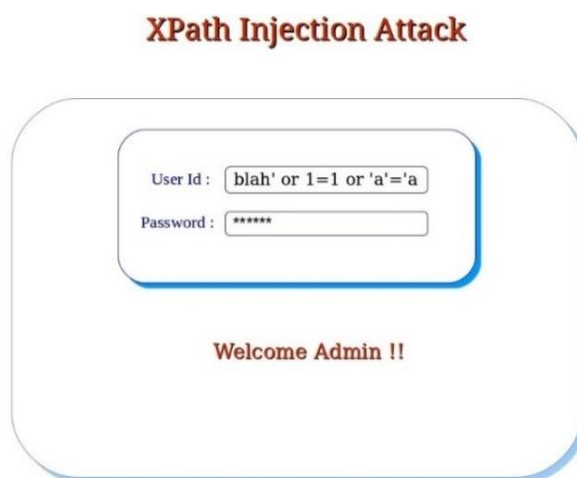 XPath Injection Attack
User Id : blah' or 1=1 or 'a'='a
Password : ******
Welcome Admin !!